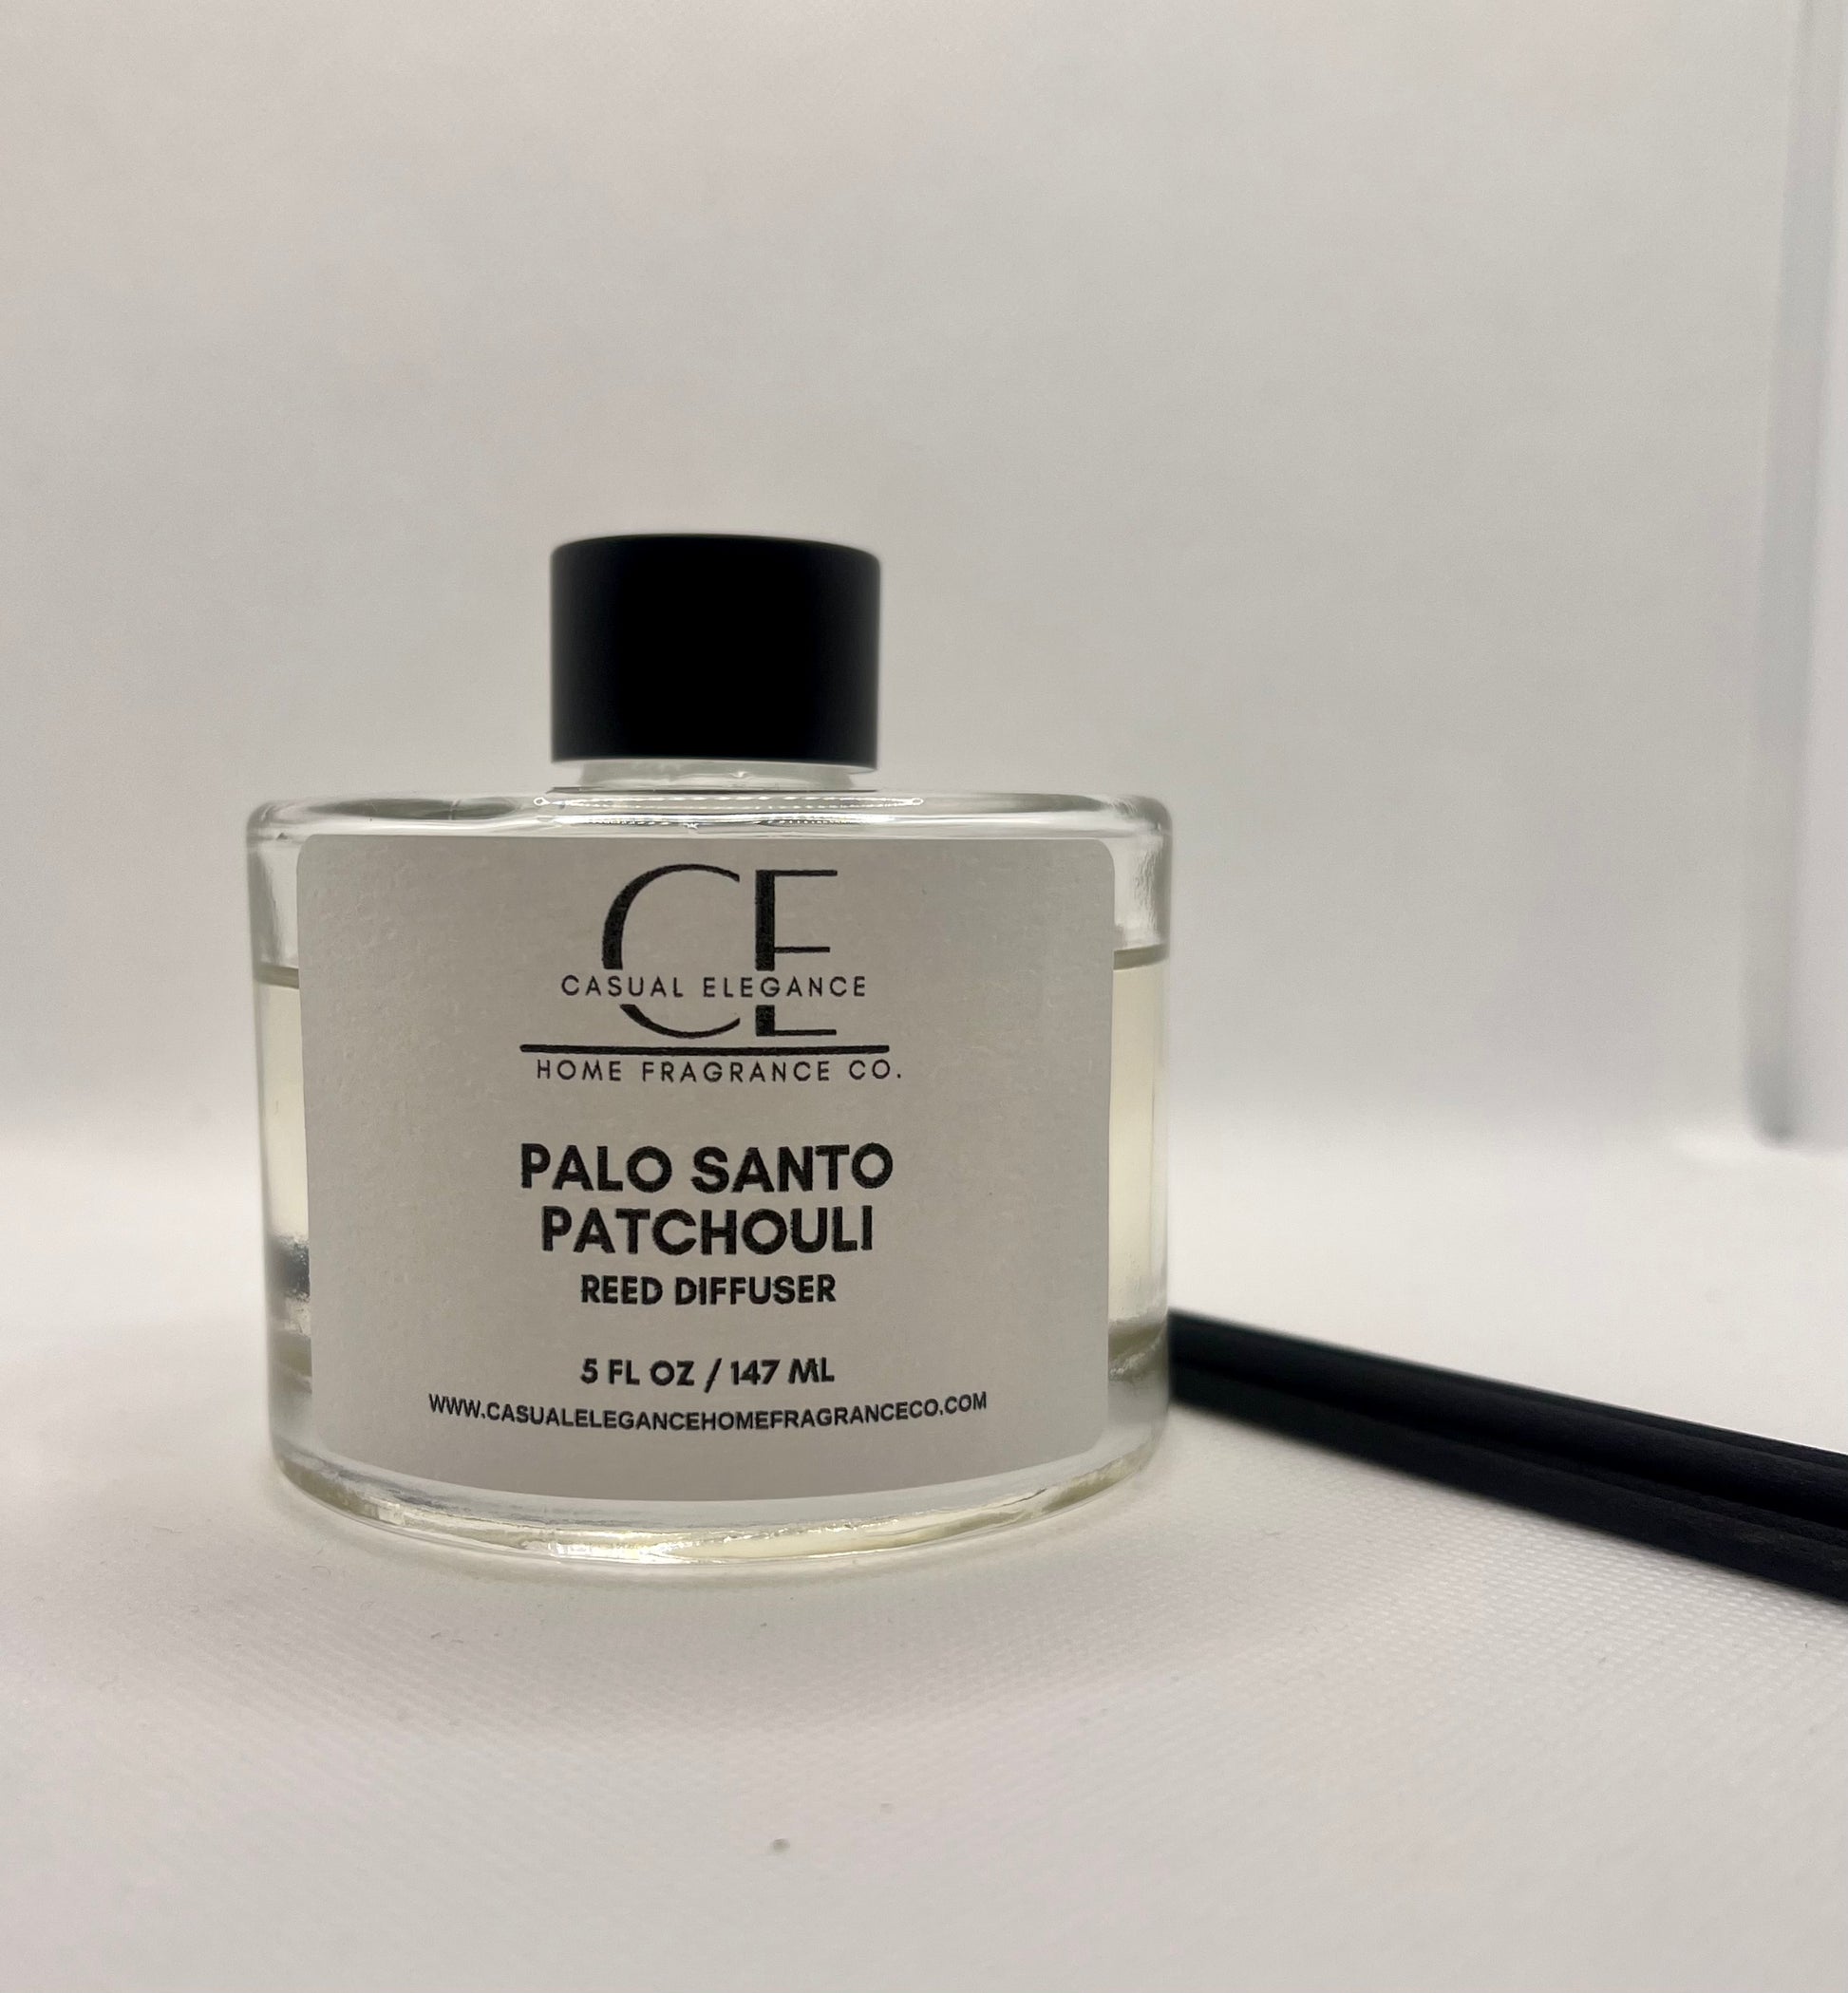 CE
CASUAL ELEGANCE
HOME FRAGRANCE CO.
PALO SANTO
PATCHOULI
REED DIFFUSER
5 FL OZ / 147 ML
WWW.CASUALELEGANCEHOMEFRAGRANCECO.COM